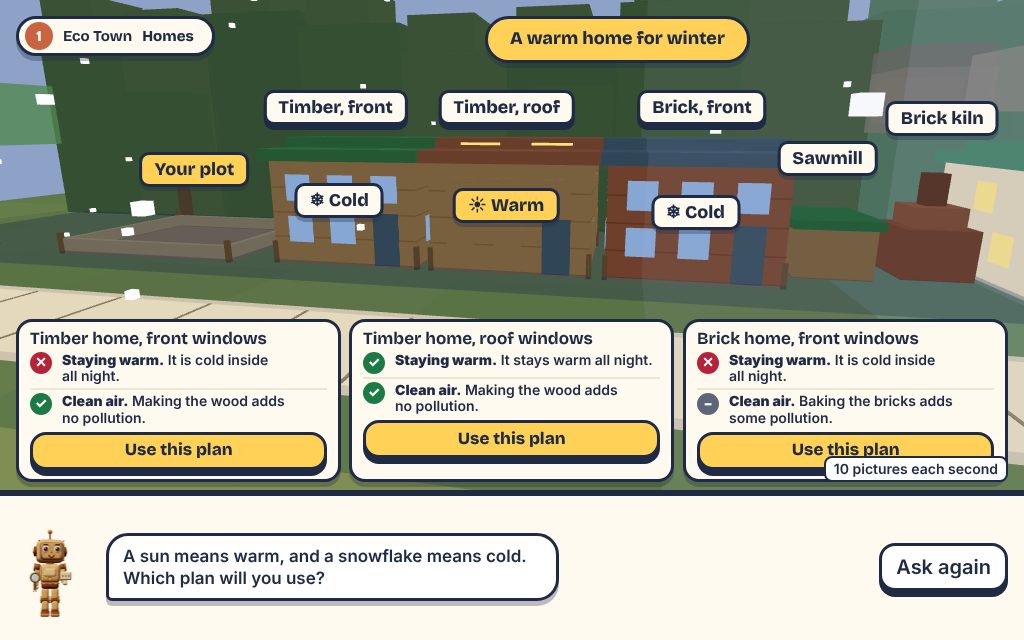 1 Eco Town Homes
A warm home for winter
Timber, front
Timber, roof
Brick, front
Brick kiln
Sawmill
Your plot
❄ Cold
☀ Warm
❄ Cold
Timber home, front windows
Staying warm. It is cold inside
all night.
Clean air. Making the wood adds
no pollution.
Use this plan
Timber home, roof windows
Staying warm. It stays warm all night.
Clean air. Making the wood adds
no pollution.
Use this plan
Brick home, front windows
Staying warm. It is cold inside
all night.
Clean air. Baking the bricks adds
some pollution.
Use this plan
10 pictures each second
A sun means warm, and a snowflake means cold.
Which plan will you use?
Ask again